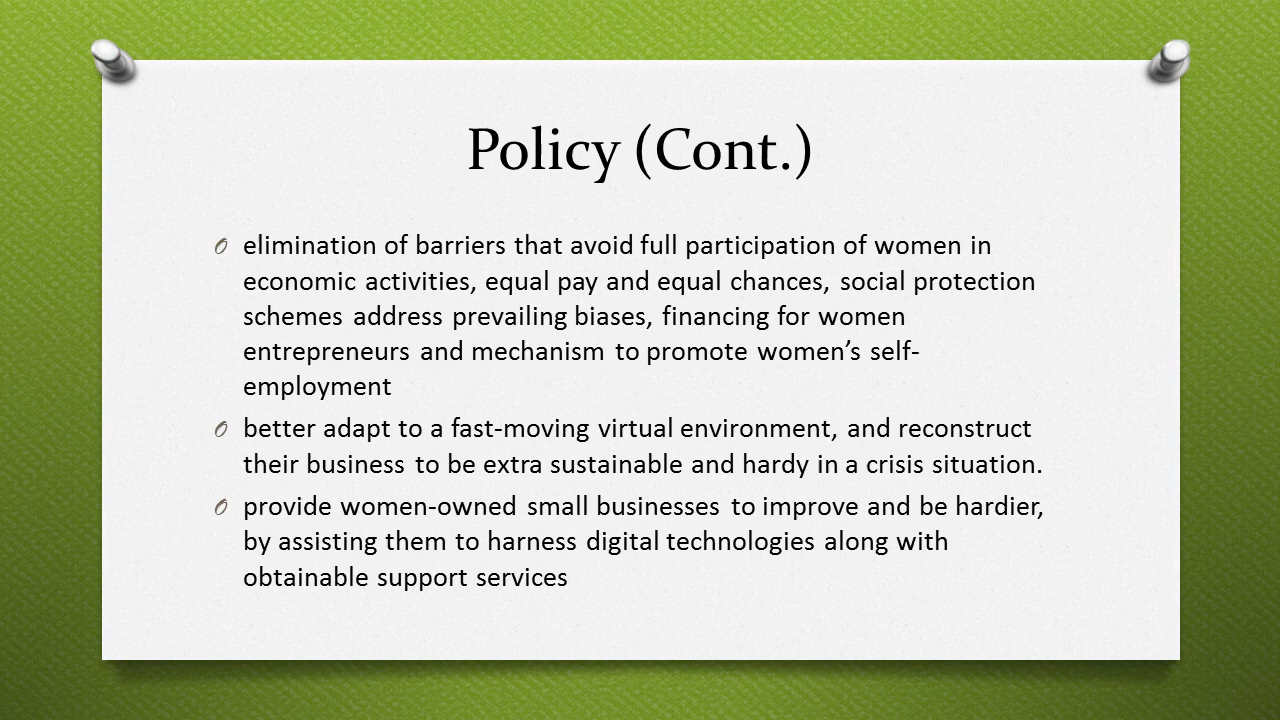 Policy (Cont.)
elimination of barriers that avoid full participation of women in
economic activities, equal pay and equal chances, social protection
schemes address prevailing biases, financing for women
entrepreneurs and mechanism to promote women’s self-
employment
better adapt to a fast-moving virtual environment, and reconstruct
their business to be extra sustainable and hardy in a crisis situation.
provide women-owned small businesses to improve and be hardier,
by assisting them to harness digital technologies along with
obtainable support services